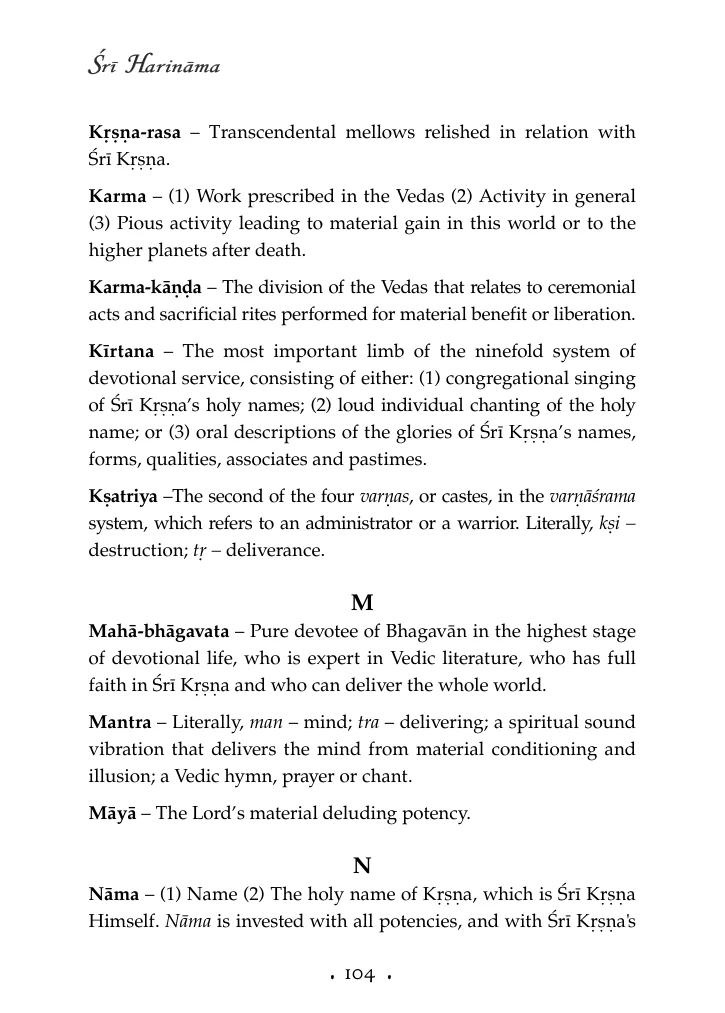 Śrī Harināma
Kṛṣṇa-rasa – Transcendental mellows relished in relation with
Śrī Kṛṣṇa.
Karma – (1) Work prescribed in the Vedas (2) Activity in general
(3) Pious activity leading to material gain in this world or to the
higher planets after death.
Karma-kāṇḍa – The division of the Vedas that relates to ceremonial
acts and sacrificial rites performed for material benefit or liberation.
Kīrtana – The most important limb of the ninefold system of
devotional service, consisting of either: (1) congregational singing
of Śrī Kṛṣṇa’s holy names; (2) loud individual chanting of the holy
name; or (3) oral descriptions of the glories of Śrī Kṛṣṇa’s names,
forms, qualities, associates and pastimes.
Kṣatriya –The second of the four varṇas, or castes, in the varṇāśrama
system, which refers to an administrator or a warrior. Literally, kṣi –
destruction; tṛ – deliverance.
M
Mahā-bhāgavata – Pure devotee of Bhagavān in the highest stage
of devotional life, who is expert in Vedic literature, who has full
faith in Śrī Kṛṣṇa and who can deliver the whole world.
Mantra – Literally, man – mind; tra – delivering; a spiritual sound
vibration that delivers the mind from material conditioning and
illusion; a Vedic hymn, prayer or chant.
Māyā – The Lord’s material deluding potency.
N
Nāma – (1) Name (2) The holy name of Kṛṣṇa, which is Śrī Kṛṣṇa
Himself. Nāma is invested with all potencies, and with Śrī Kṛṣṇa's
• 104 •